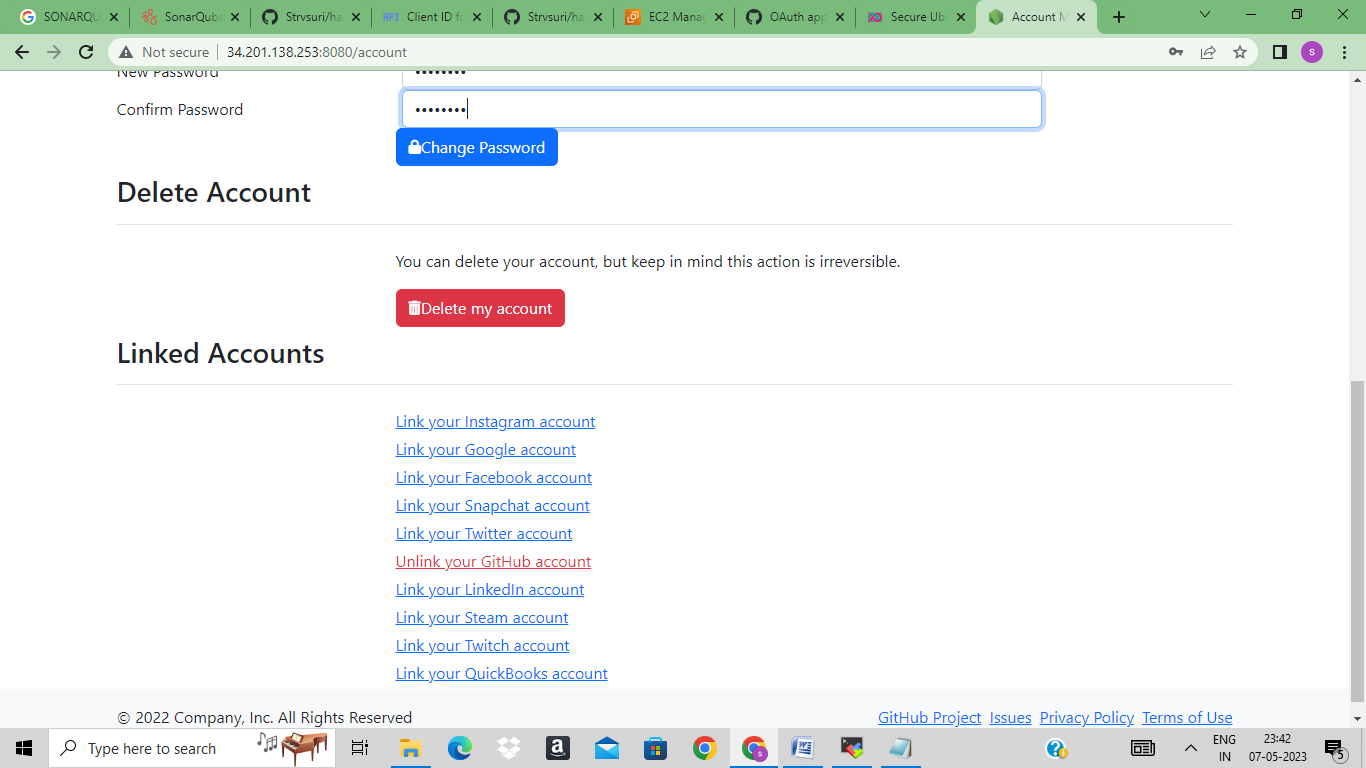 SONARQU
SonarQube
Strvsuri/ha
Client ID fo
Strvsuri/ha
EC2 Manag
OAuth app
Secure Ub
Account M
Not secure
34.201.138.253:8080/account
s
New Password
••••••••
Confirm Password
••••••••
Change Password
Delete Account
You can delete your account, but keep in mind this action is irreversible.
Delete my account
Linked Accounts
Link your Instagram account
Link your Google account
Link your Facebook account
Link your Snapchat account
Link your Twitter account
Unlink your GitHub account
Link your LinkedIn account
Link your Steam account
Link your Twitch account
Link your QuickBooks account
© 2022 Company, Inc. All Rights Reserved
GitHub Project Issues Privacy Policy Terms of Use
Type here to search
ENG
IN
23:42
07-05-2023
5